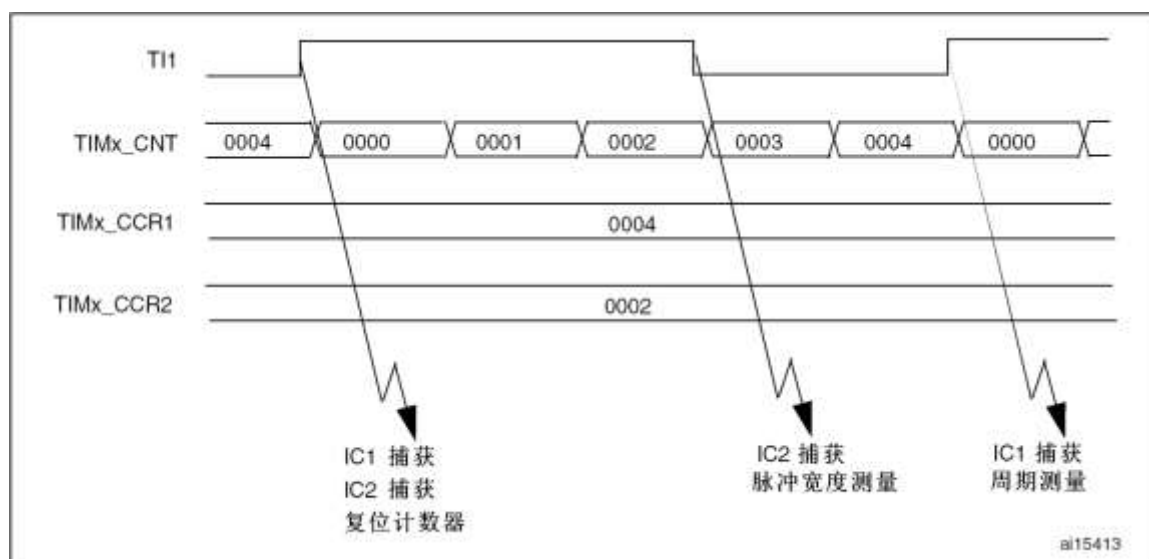 TI1
TIMx_CNT 0004 0000 0001 0002 0003 0004 0000
TIMx_CCR1 0004
TIMx_CCR2 0002
IC1 捕获
IC2 捕获
复位计数器
IC2 捕获
脉冲宽度测量
IC1 捕获
周期测量
ai15413